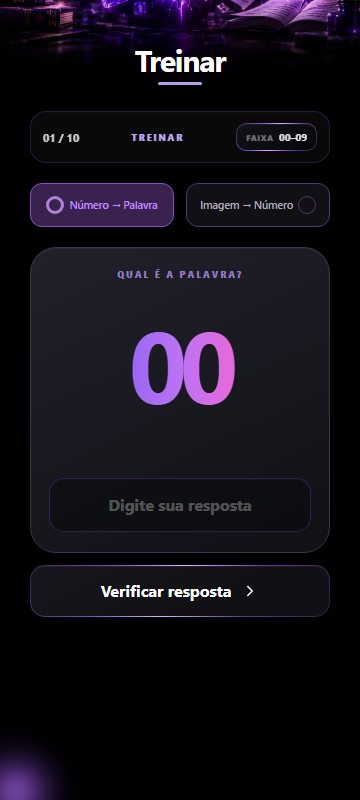 Treinar
01 / 10 TREINAR FAIXA 00–09
Número → Palavra Imagem → Número
QUAL É A PALAVRA?
00
Digite sua resposta
Verificar resposta